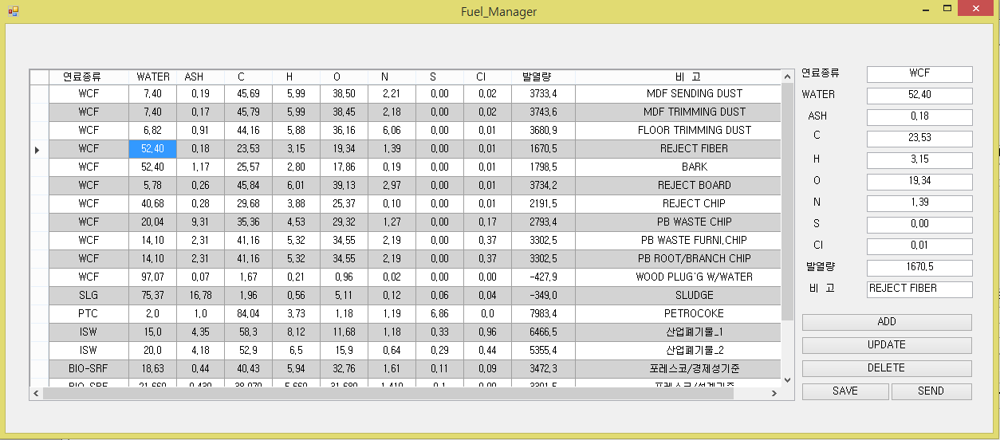 Fuel_Manager
연료종류 WATER ASH C H O N S Cl 발열량 비 고
WCF 7.40 0.19 45.69 5.99 38.50 2.21 0.00 0.02 3733.4 MDF SENDING DUST
WCF 7.40 0.17 45.79 5.99 38.45 2.18 0.00 0.02 3743.6 MDF TRIMMING DUST
WCF 6.82 0.91 44.16 5.88 36.16 6.06 0.00 0.01 3680.9 FLOOR TRIMMING DUST
WCF 52.40 0.18 23.53 3.15 19.34 1.39 0.00 0.01 1670.5 REJECT FIBER
WCF 52.40 1.17 25.57 2.80 17.86 0.19 0.00 0.01 1798.5 BARK
WCF 5.78 0.26 45.84 6.01 39.13 2.97 0.00 0.01 3734.2 REJECT BOARD
WCF 40.68 0.28 29.68 3.88 25.37 0.10 0.00 0.01 2191.5 REJECT CHIP
WCF 20.04 9.31 35.36 4.53 29.32 1.27 0.00 0.17 2793.4 PB WASTE CHIP
WCF 14.10 2.31 41.16 5.32 34.55 2.19 0.00 0.37 3302.5 PB WASTE FURNI.CHIP
WCF 14.10 2.31 41.16 5.32 34.55 2.19 0.00 0.37 3302.5 PB ROOT/BRANCH CHIP
WCF 97.07 0.07 1.67 0.21 0.96 0.02 0.00 0.00 -427.9 WOOD PLUG'G W/WATER
SLG 75.37 16.78 1.96 0.56 5.11 0.12 0.06 0.04 -349.0 SLUDGE
PTC 2.0 1.0 84.04 3.73 1.18 1.19 6.86 0.0 7983.4 PETROCOKE
ISW 15.0 4.35 58.3 8.12 11.68 1.18 0.33 0.96 6466.5 산업폐기물_1
ISW 20.0 4.18 52.9 6.5 15.9 0.64 0.29 0.44 5355.4 산업폐기물_2
BIO-SRF 18.63 0.44 40.43 5.94 32.76 1.61 0.11 0.09 3472.3 포레스코/경제성기준
BIO-SRF 21.660 0.430 38.070 5.660 31.680 1.410 0.1 0.00 3301.5 포레스코/설계기준
연료종류 WCF
WATER 52.40
ASH 0.18
C 23.53
H 3.15
O 19.34
N 1.39
S 0.00
Cl 0.01
발열량 1670.5
비 고 REJECT FIBER
ADD
UPDATE
DELETE
SAVE SEND